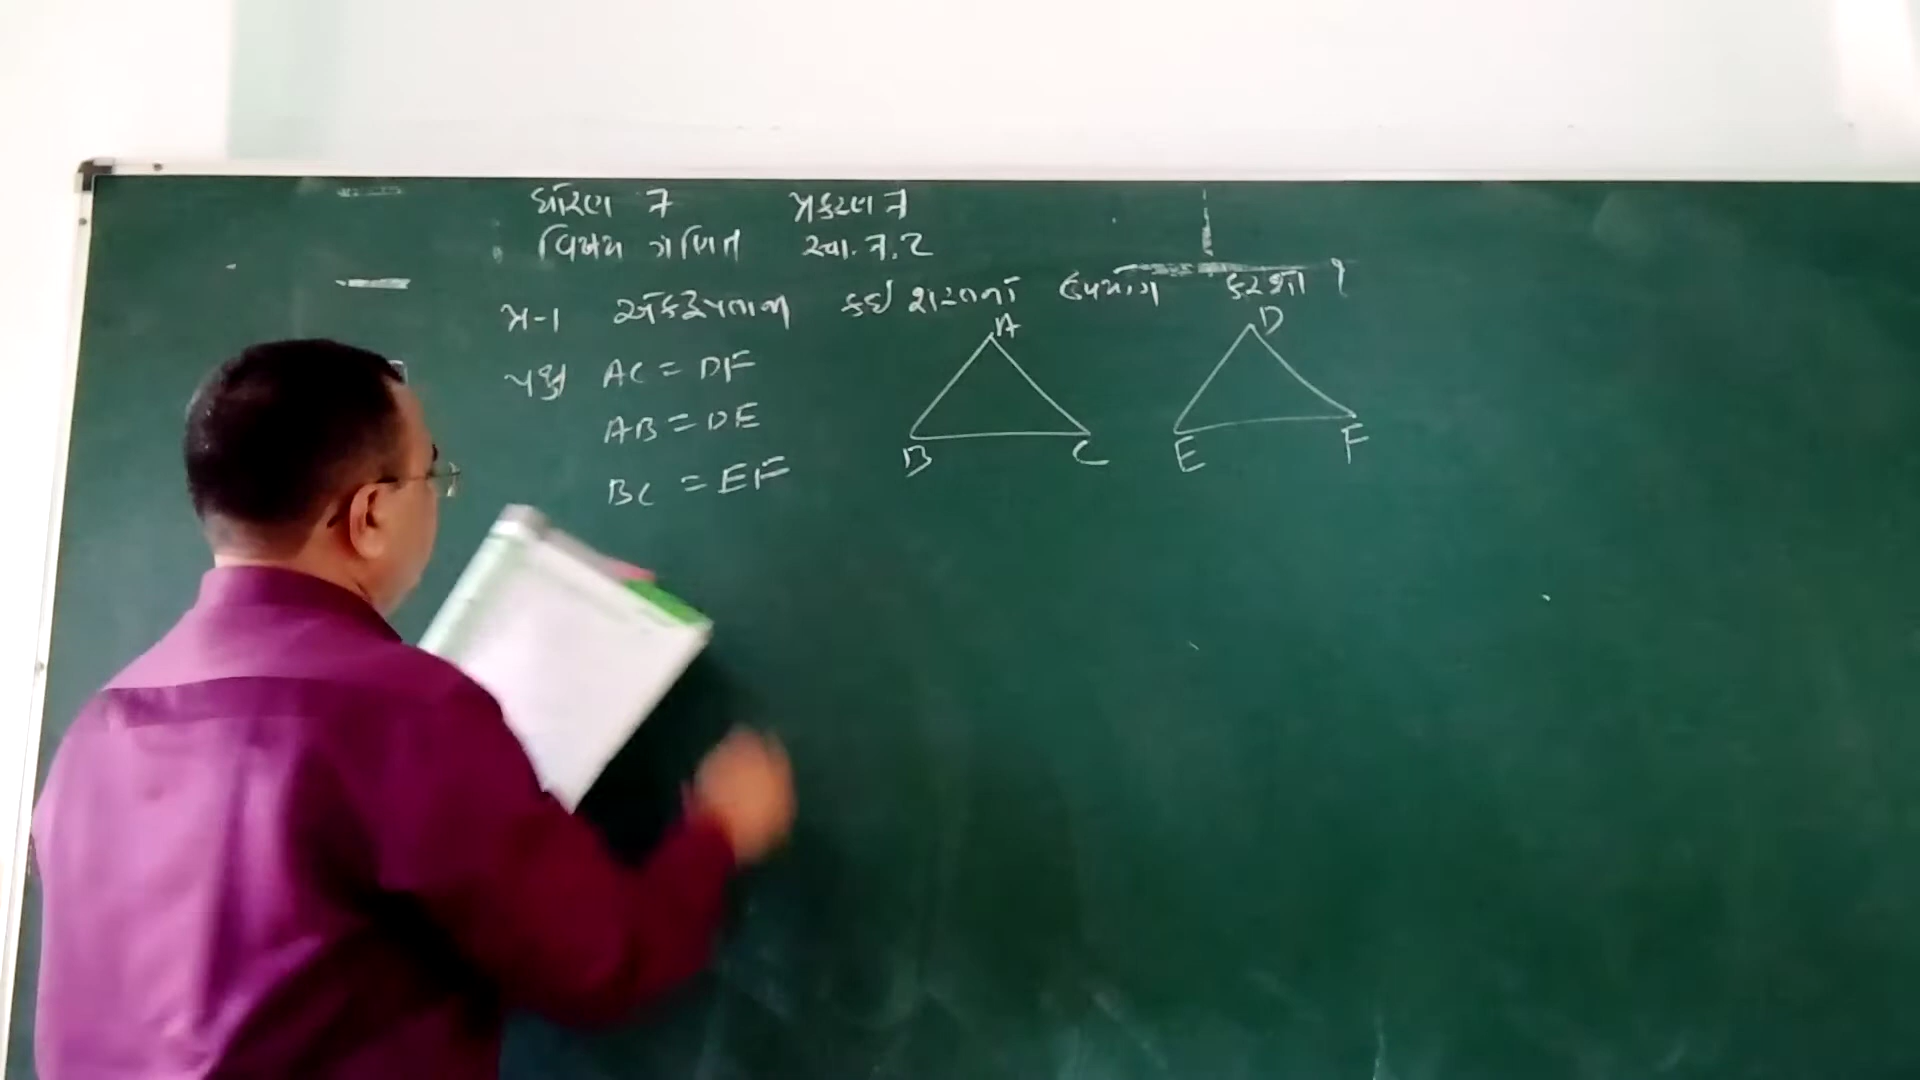 ધોરણ 7 પ્રકરણ 7
વિષય ગણિત સ્વા. 7.2
પ્ર-1 એકરૂપતાની કઈ શરતનો ઉપયોગ કરશો ?
પક્ષ AC = DF
AB = DE
BC = EF
A
B C
D
E F